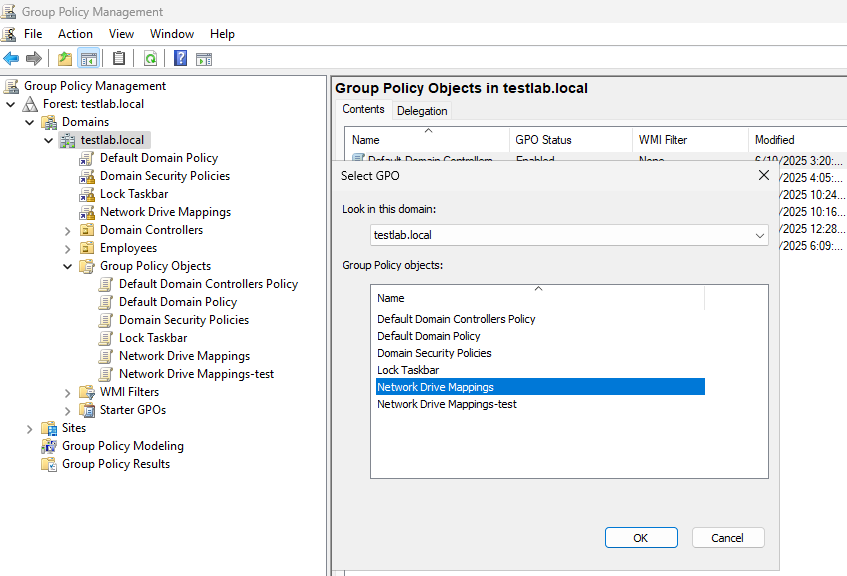 Group Policy Management
File Action View Window Help
Group Policy Management
Forest: testlab.local
Domains
testlab.local
Default Domain Policy
Domain Security Policies
Lock Taskbar
Network Drive Mappings
Domain Controllers
Employees
Group Policy Objects
Default Domain Controllers Policy
Default Domain Policy
Domain Security Policies
Lock Taskbar
Network Drive Mappings
Network Drive Mappings-test
WMI Filters
Starter GPOs
Sites
Group Policy Modeling
Group Policy Results
Group Policy Objects in testlab.local
Contents Delegation
Name GPO Status WMI Filter Modified
Default Domain Controllers Enabled None 6/19/2025 3:20:...
/2025 4:05:...
/2025 10:24...
/2025 10:16...
/2025 12:28...
/2025 6:09:...
Select GPO
Look in this domain:
testlab.local
Group Policy objects:
Name
Default Domain Controllers Policy
Default Domain Policy
Domain Security Policies
Lock Taskbar
Network Drive Mappings
Network Drive Mappings-test
OK Cancel